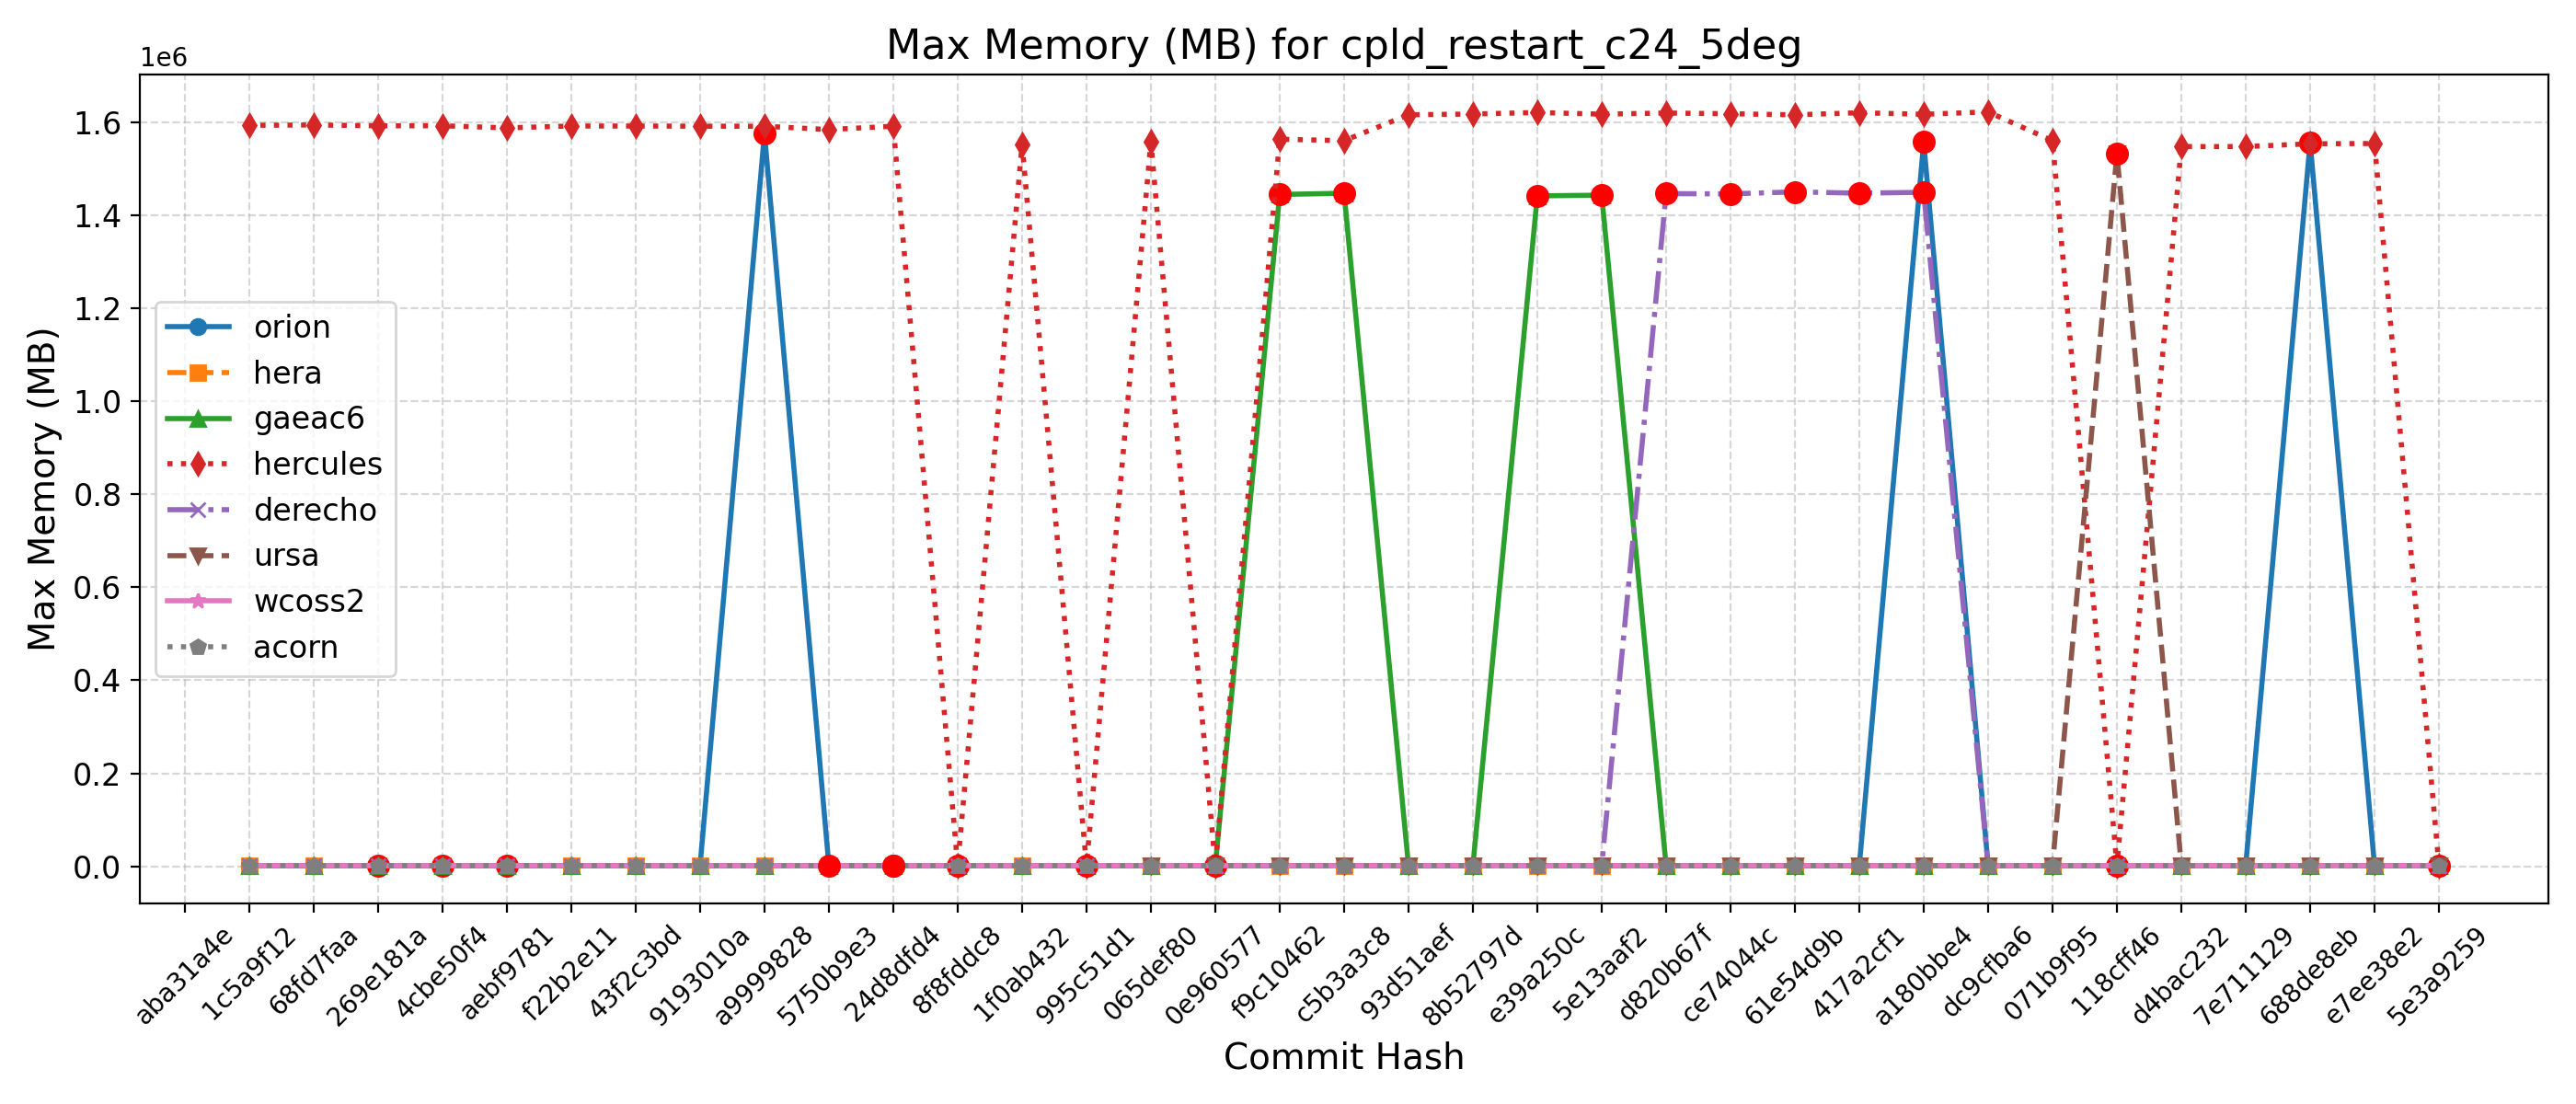 Max Memory (MB) for cpld_restart_c24_5deg
1e6
1.6
1.4
1.2
1.0
0.8
0.6
0.4
0.2
0.0
Max Memory (MB)
orion
hera
gaeac6
hercules
derecho
ursa
wcoss2
acorn
aba31a4e
1c5a9f12
68fd7faa
269e181a
4cbe50f4
aebf9781
f22b2e11
43f2c3bd
9193010a
a9999828
5750b9e3
24d8dfd4
8f8fddc8
1f0ab432
995c51d1
065def80
0e960577
f9c10462
c5b3a3c8
93d51aef
8b52797d
e39a250c
5e13aaf2
d820b67f
ce74044c
61e54d9b
417a2cf1
a180bbe4
dc9cfba6
071b9f95
118cff46
d4bac232
7e711129
688de8eb
e7ee38e2
5e3a9259
Commit Hash